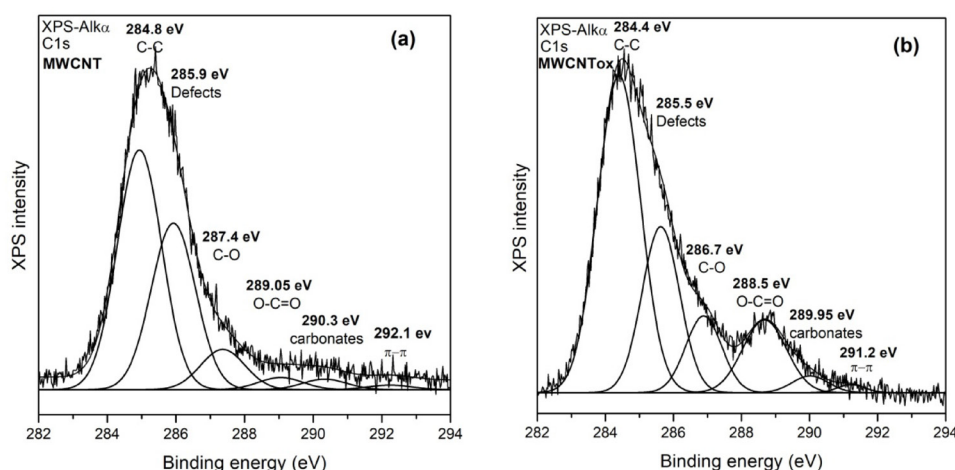 XPS-Alkα
C1s
MWCNT
284.8 eV
C-C
(a)
285.9 eV
Defects
287.4 eV
C-O
289.05 eV
O-C=O
290.3 eV
carbonates
292.1 ev
π–π
XPS intensity
282 284 286 288 290 292 294
Binding energy (eV)
XPS-Alkα
C1s
MWCNTox
284.4 eV
C-C
(b)
285.5 eV
Defects
286.7 eV
C-O
288.5 eV
O-C=O
289.95 eV
carbonates
291.2 eV
π–π
XPS intensity
282 284 286 288 290 292 294
Binding energy (eV)